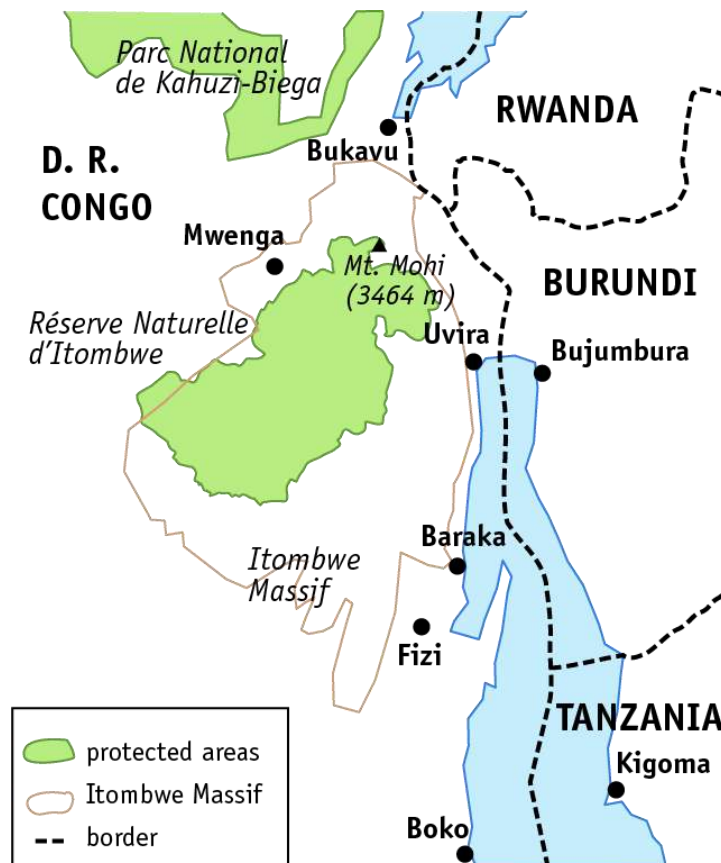 Parc National
de Kahuzi-Biega
RWANDA
Bukavu
D. R.
CONGO
Mwenga
Mt. Mohi
(3464 m)
BURUNDI
Réserve Naturelle
d'Itombwe
Uvira
Bujumbura
Baraka
Itombwe
Massif
Fizi
TANZANIA
protected areas
Itombwe Massif
border
Kigoma
Boko